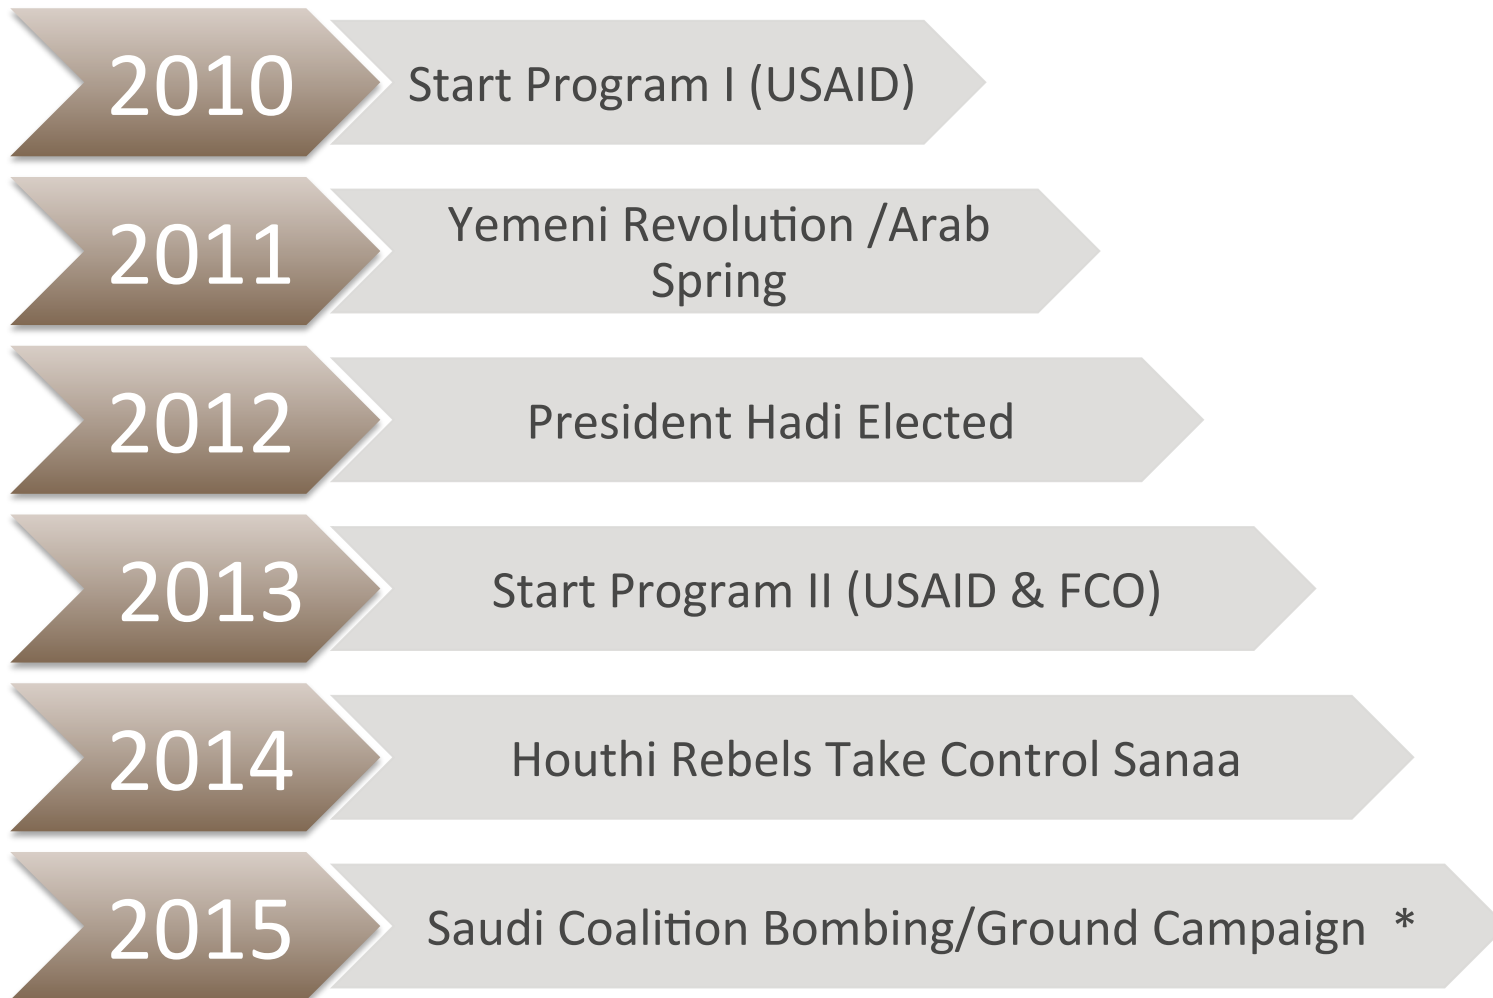 2010
Start Program I (USAID)
2011
Yemeni Revolution /Arab
Spring
2012
President Hadi Elected
2013
Start Program II (USAID & FCO)
2014
Houthi Rebels Take Control Sanaa
2015
Saudi Coalition Bombing/Ground Campaign *